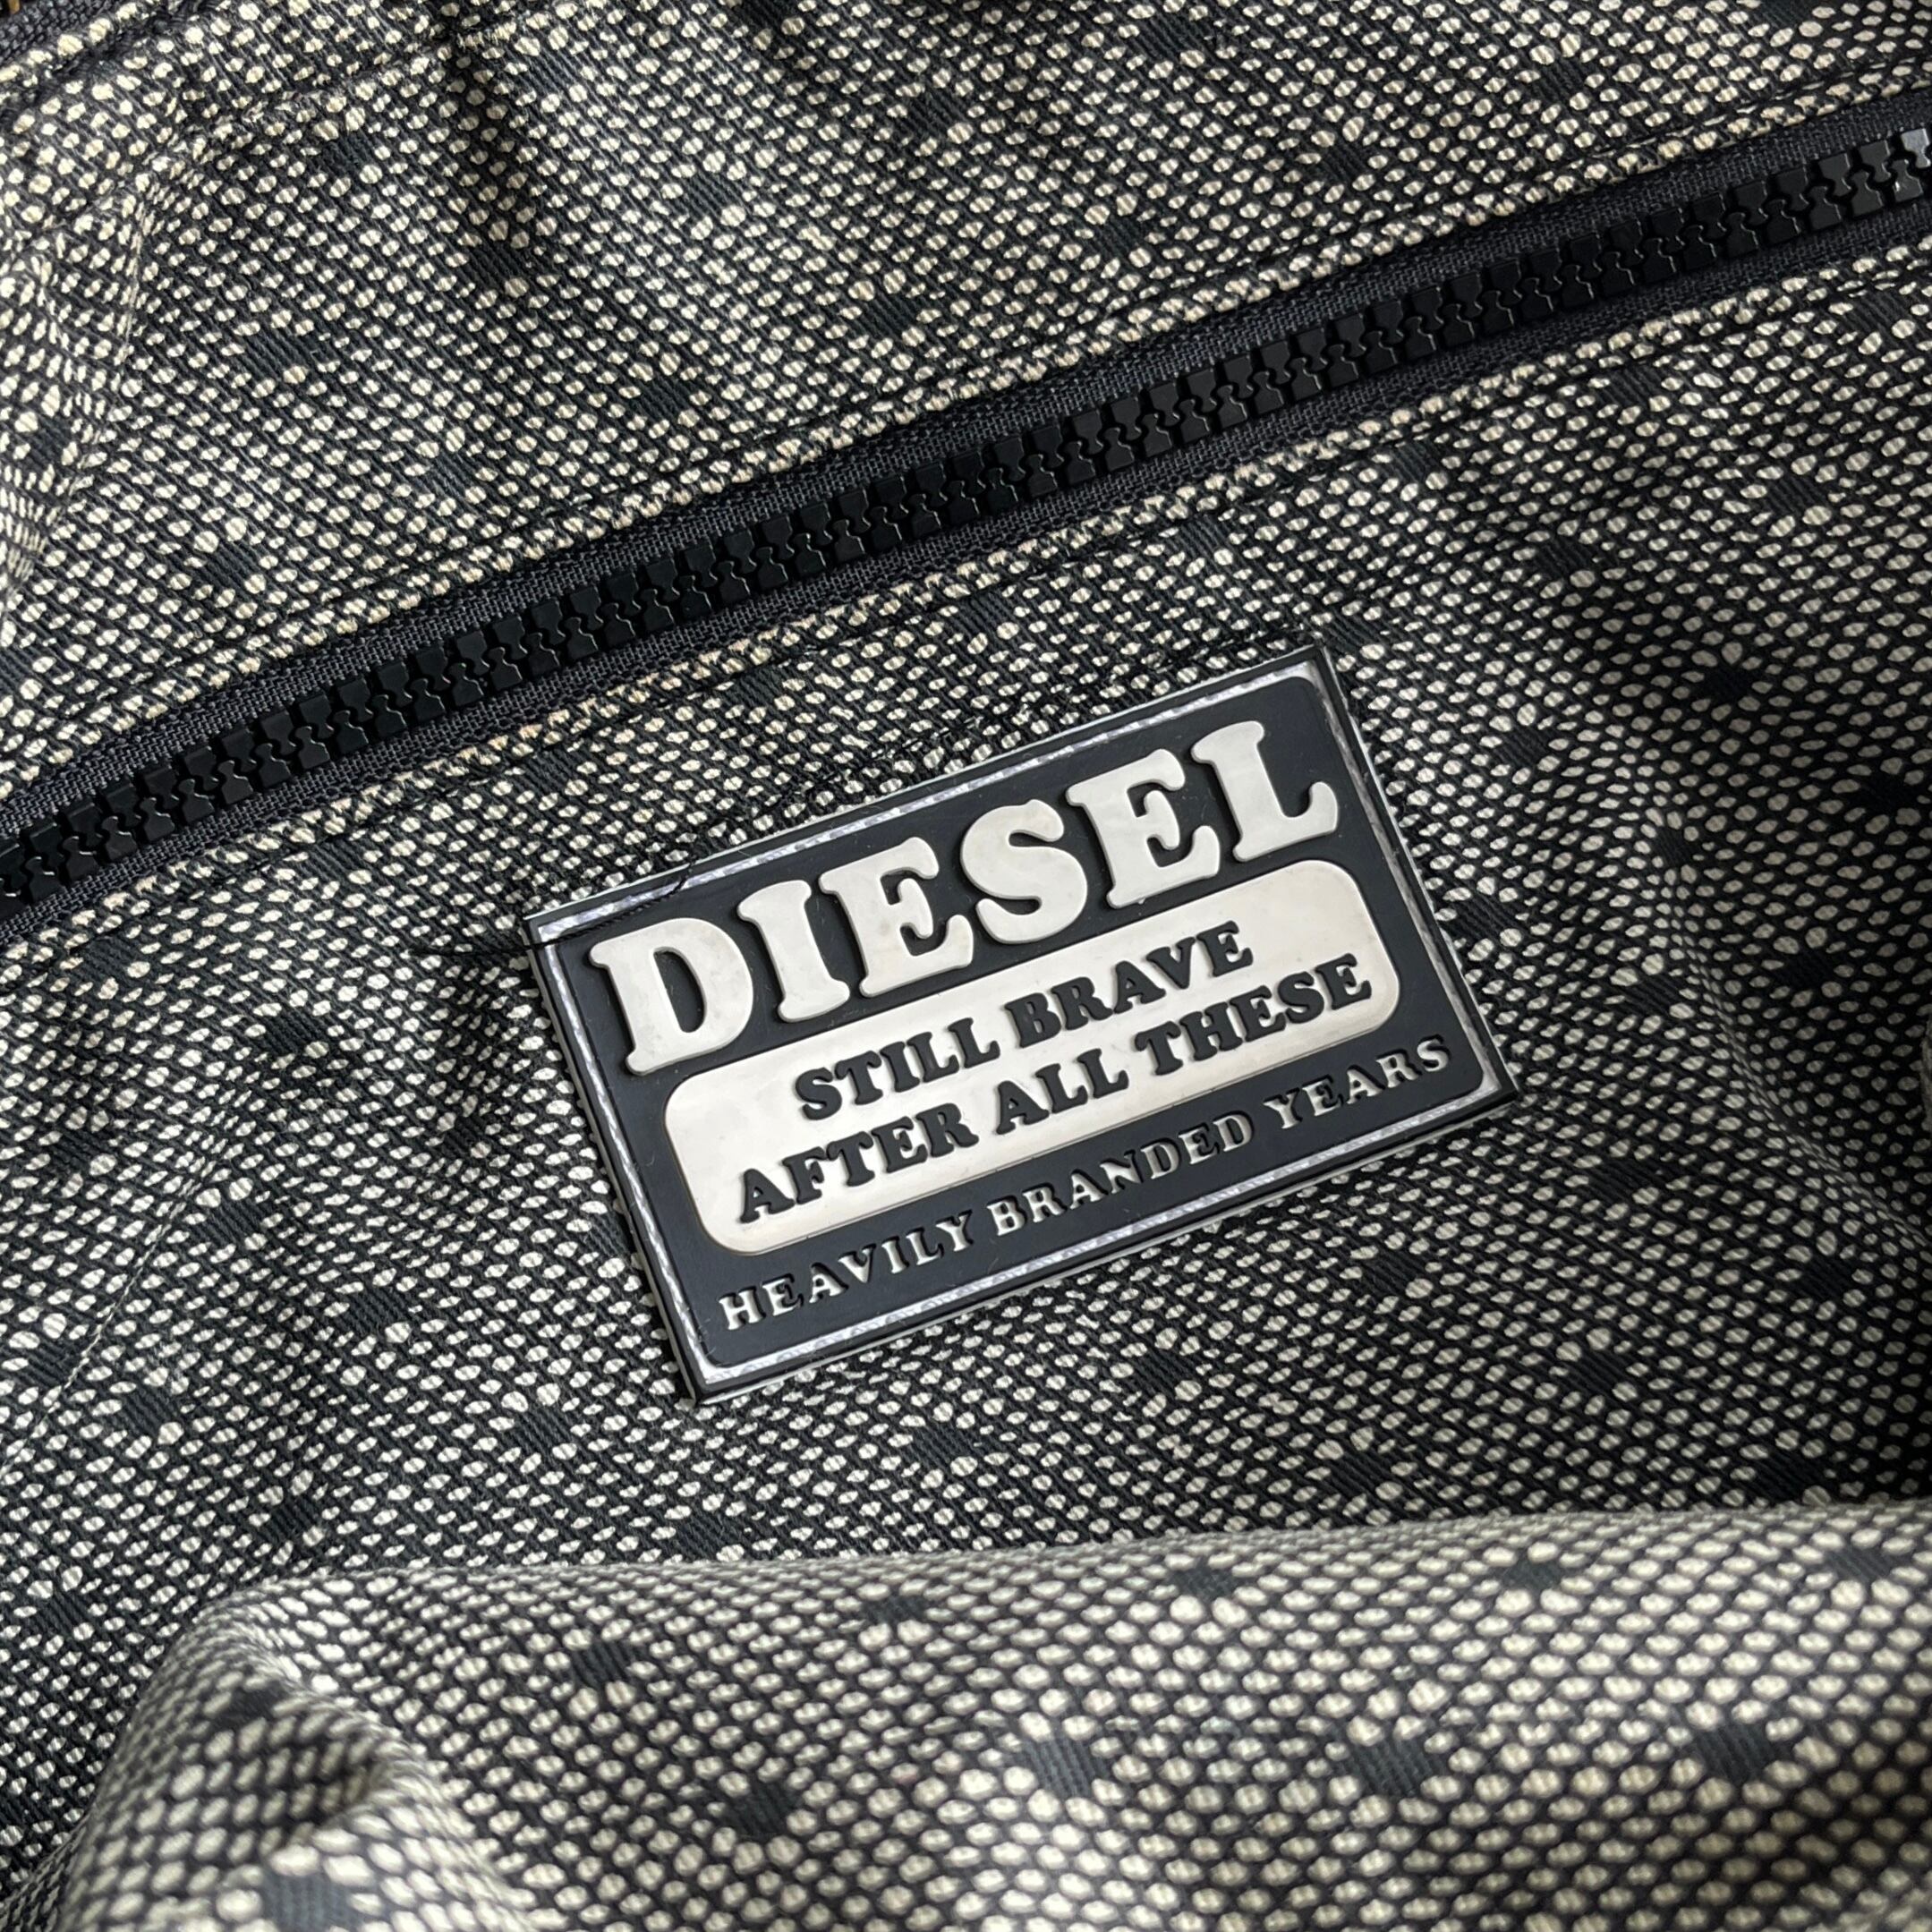 DIESEL
STILL BRAVE
AFTER ALL THESE
HEAVILY BRANDED YEARS